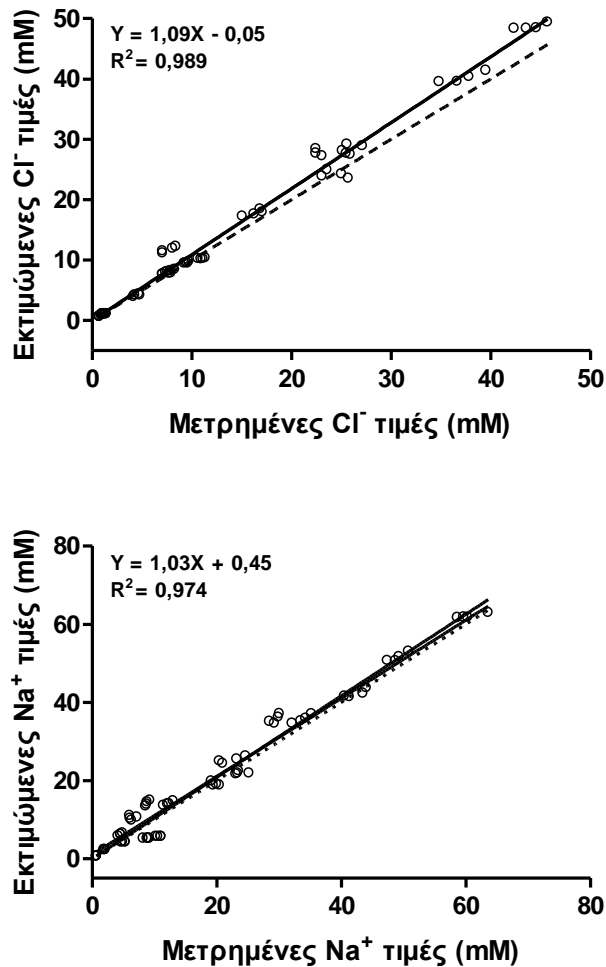 Y = 1,09X - 0,05
R² = 0,989
Εκτιμώμενες Cl⁻ τιμές (mM)
50
40
30
20
10
0
0 10 20 30 40 50
Μετρημένες Cl⁻ τιμές (mM)
Y = 1,03X + 0,45
R² = 0,974
Εκτιμώμενες Na⁺ τιμές (mM)
80
60
40
20
0
0 20 40 60 80
Μετρημένες Na⁺ τιμές (mM)